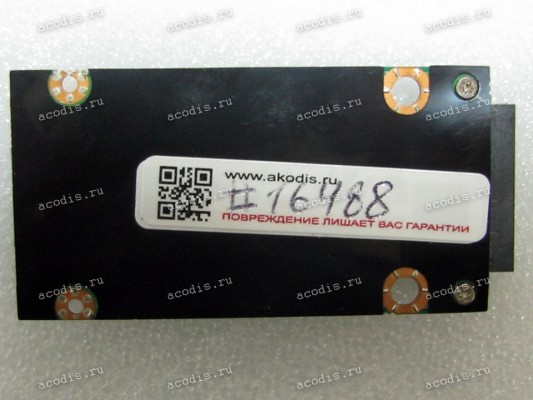 www.akodis.ru
#16488
ПОВРЕЖДЕНИЕ ЛИШАЕТ ВАС ГАРАНТИИ
acodis.ru